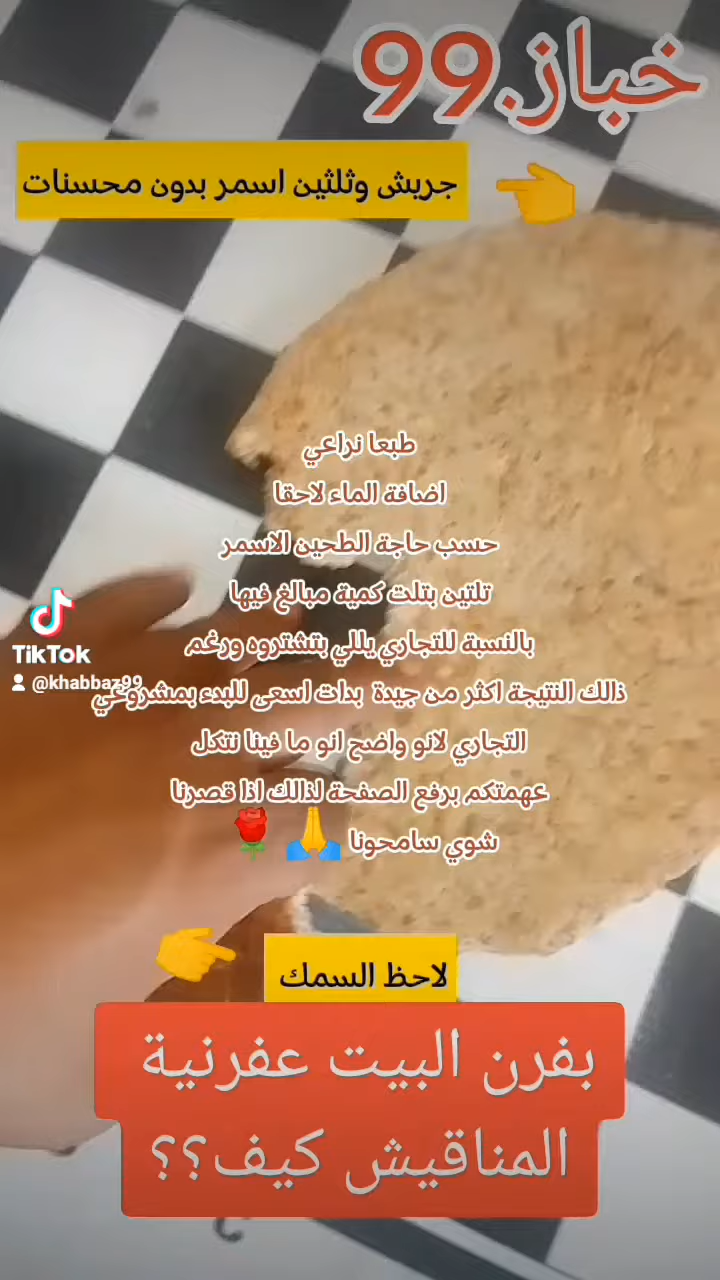 خباز.99
جريش وثلثين اسمر بدون محسنات
طبعا نراعي
اضافة الماء لاحقا
حسب حاجة الطحين الاسمر
تلتين بتلت كمية مبالغ فيها
بالنسبة للتجاري يللي بتشتروه ورغم
ذالك النتيجة اكثر من جيدة بدات اسعى للبدء بمشروعي
التجاري لانو واضح انو ما فينا نتكل
عهمتكم برفع الصفحة لذالك اذا قصرنا
شوي سامحونا 🙏 🌹
TikTok
@khabbaz99
لاحظ السمك
بفرن البيت عفرنية
المناقيش كيف؟؟